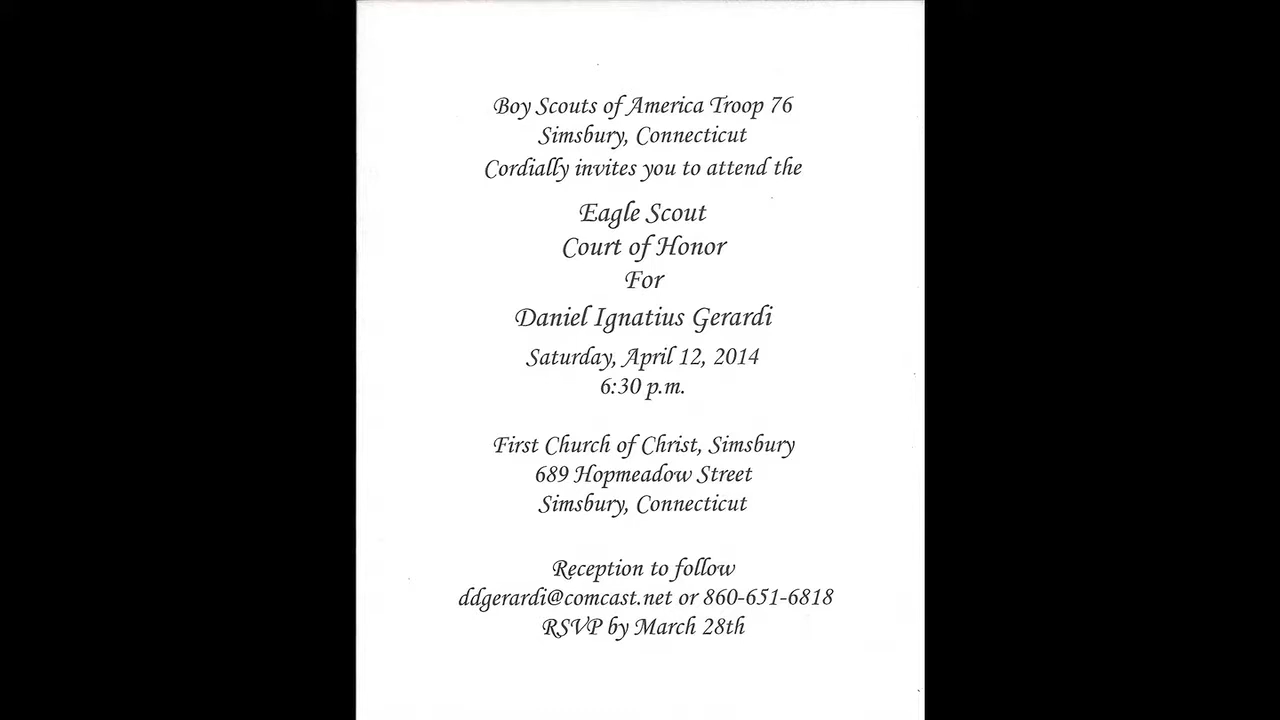 Boy Scouts of America Troop 76
Simsbury, Connecticut
Cordially invites you to attend the
Eagle Scout
Court of Honor
For
Daniel Ignatius Gerardi
Saturday, April 12, 2014
6:30 p.m.
First Church of Christ, Simsbury
689 Hopmeadow Street
Simsbury, Connecticut
Reception to follow
ddgerardi@comcast.net or 860-651-6818
RSVP by March 28th